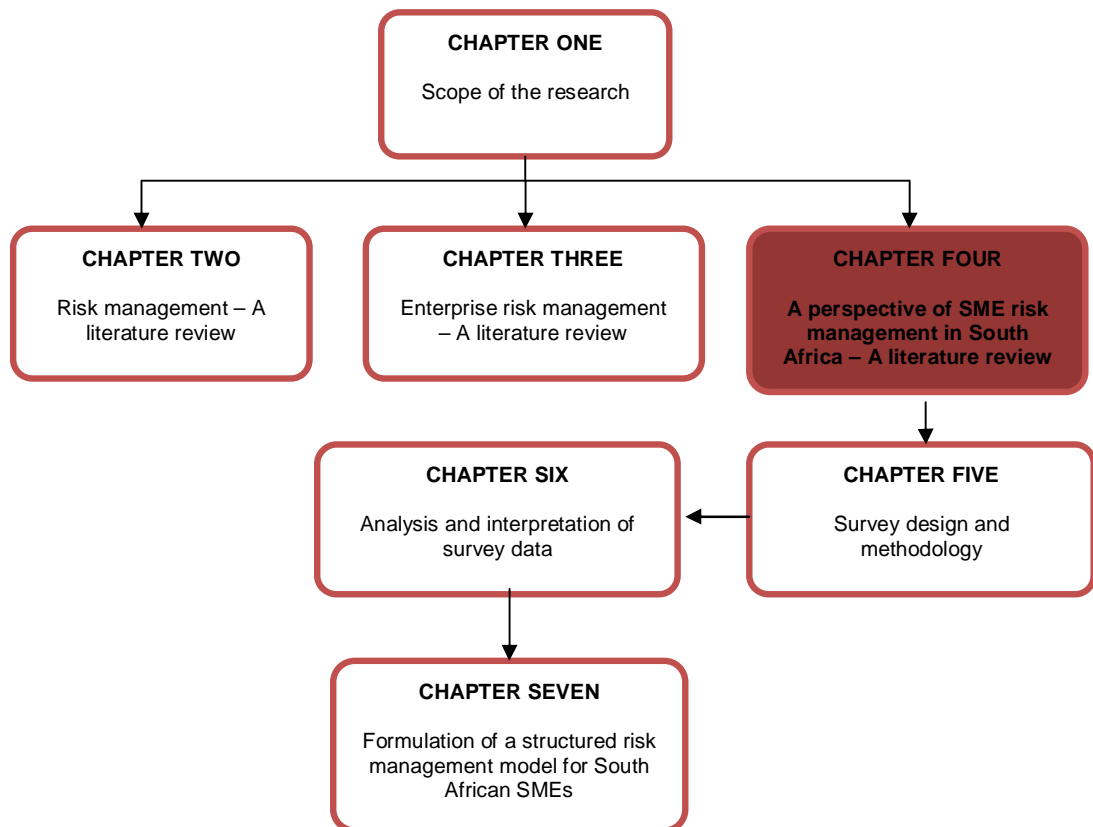 CHAPTER ONE
Scope of the research
CHAPTER TWO
Risk management – A
literature review
CHAPTER THREE
Enterprise risk management
– A literature review
CHAPTER FOUR
A perspective of SME risk
management in South
Africa – A literature review
CHAPTER FIVE
Survey design and
methodology
CHAPTER SIX
Analysis and interpretation of
survey data
CHAPTER SEVEN
Formulation of a structured risk
management model for South
African SMEs